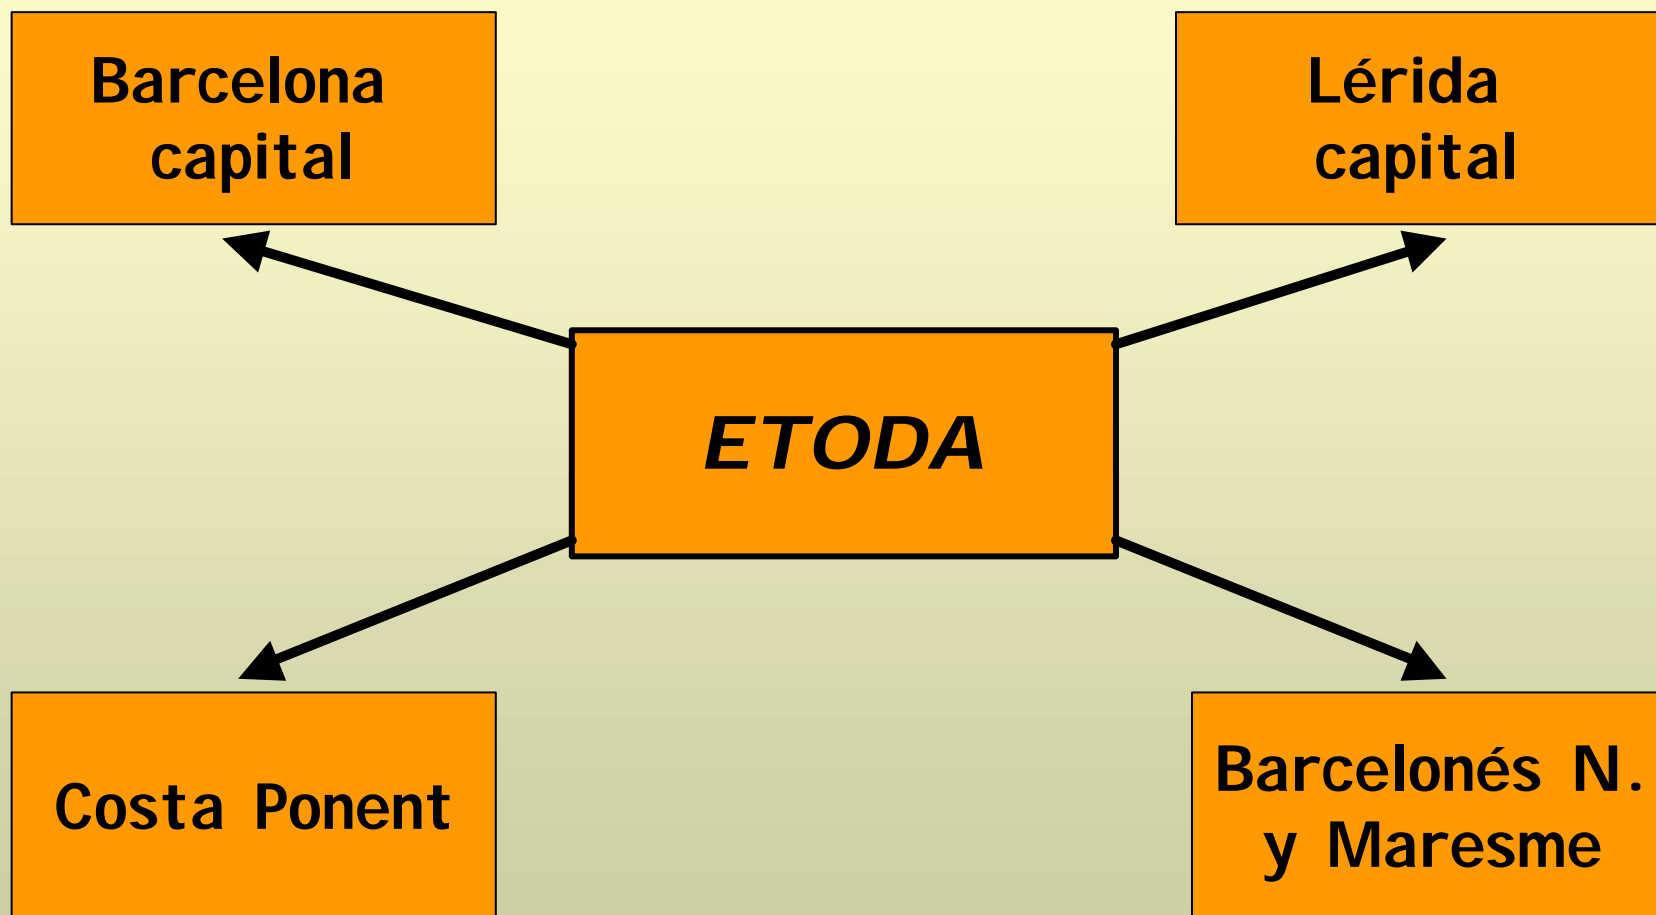 Barcelona
capital
Lérida
capital
ETODA
Costa Ponent
Barcelonés N.
y Maresme